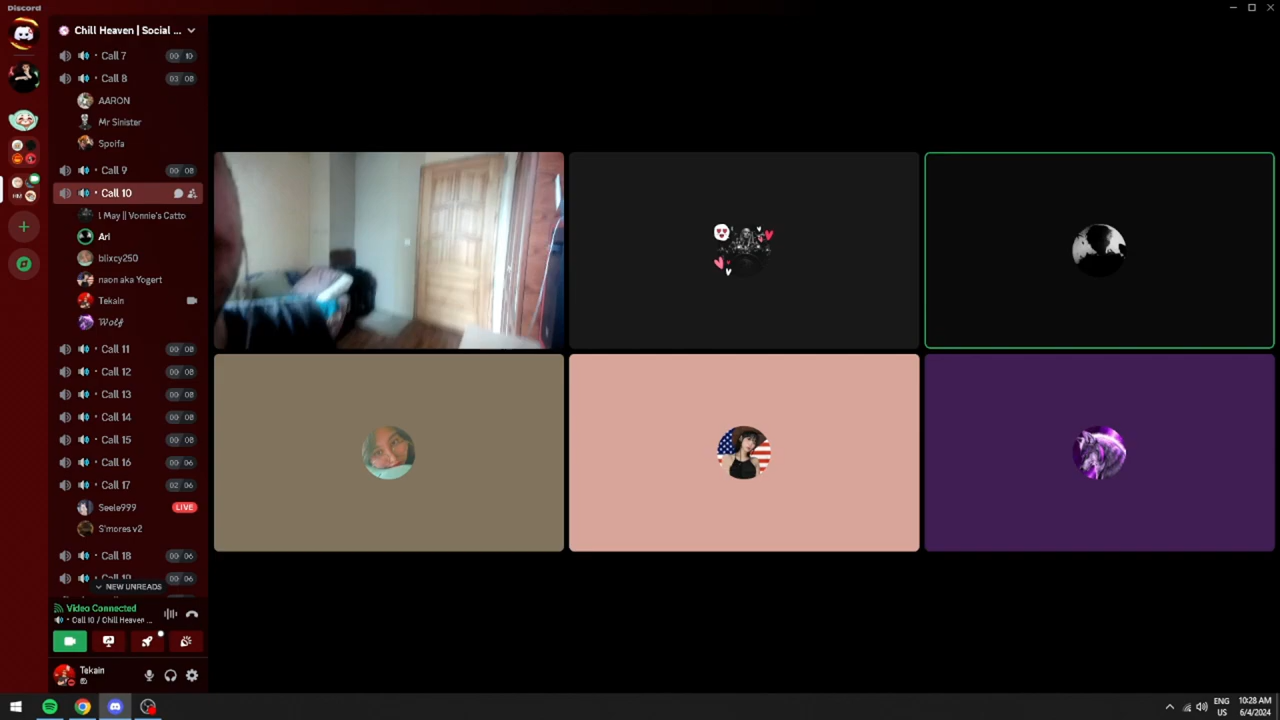 Discord
Chill Heaven | Social ...
Call 7
00 10
Call 8
03 08
AARON
Mr Sinister
Spoifa
Call 9
00 08
Call 10
l May || Vonnie's Catto
Ari
blixcy250
naon aka Yogert
Tekain
Wolf
Call 11
00 08
Call 12
00 08
Call 13
00 08
Call 14
00 08
Call 15
00 08
Call 16
00 06
Call 17
02 06
Seele999
LIVE
S'mores v2
Call 18
00 06
Call 19
00 06
NEW UNREADS
Video Connected
Call 10 / Chill Heaven ...
Tekain
ENG
10:28 AM
US
6/4/2024